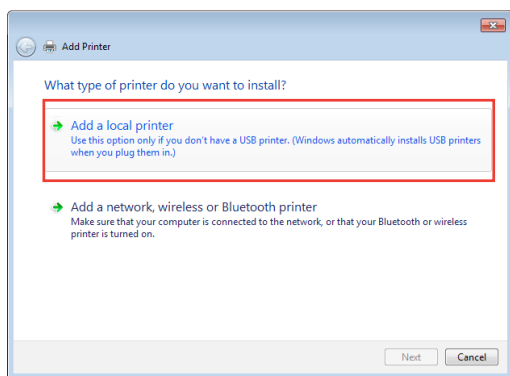 Add Printer
What type of printer do you want to install?
Add a local printer
Use this option only if you don't have a USB printer. (Windows automatically installs USB printers
when you plug them in.)
Add a network, wireless or Bluetooth printer
Make sure that your computer is connected to the network, or that your Bluetooth or wireless
printer is turned on.
Next
Cancel